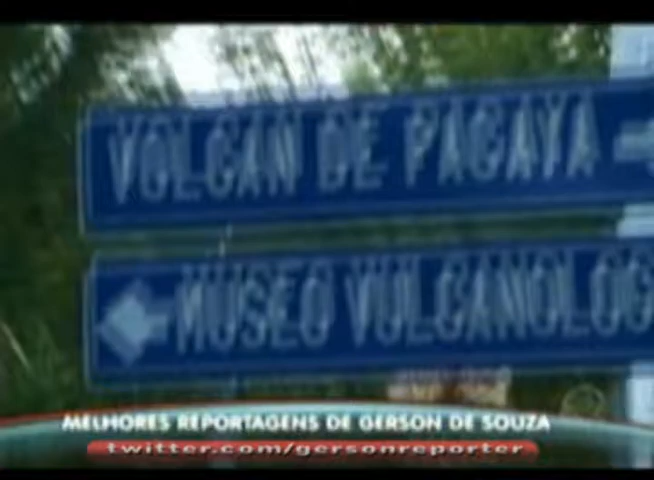 VOLCAN DE PACAYA
MUSEO VULCANOLOG
MELHORES REPORTAGENS DE GERSON DE SOUZA
twitter.com/gersonreporter